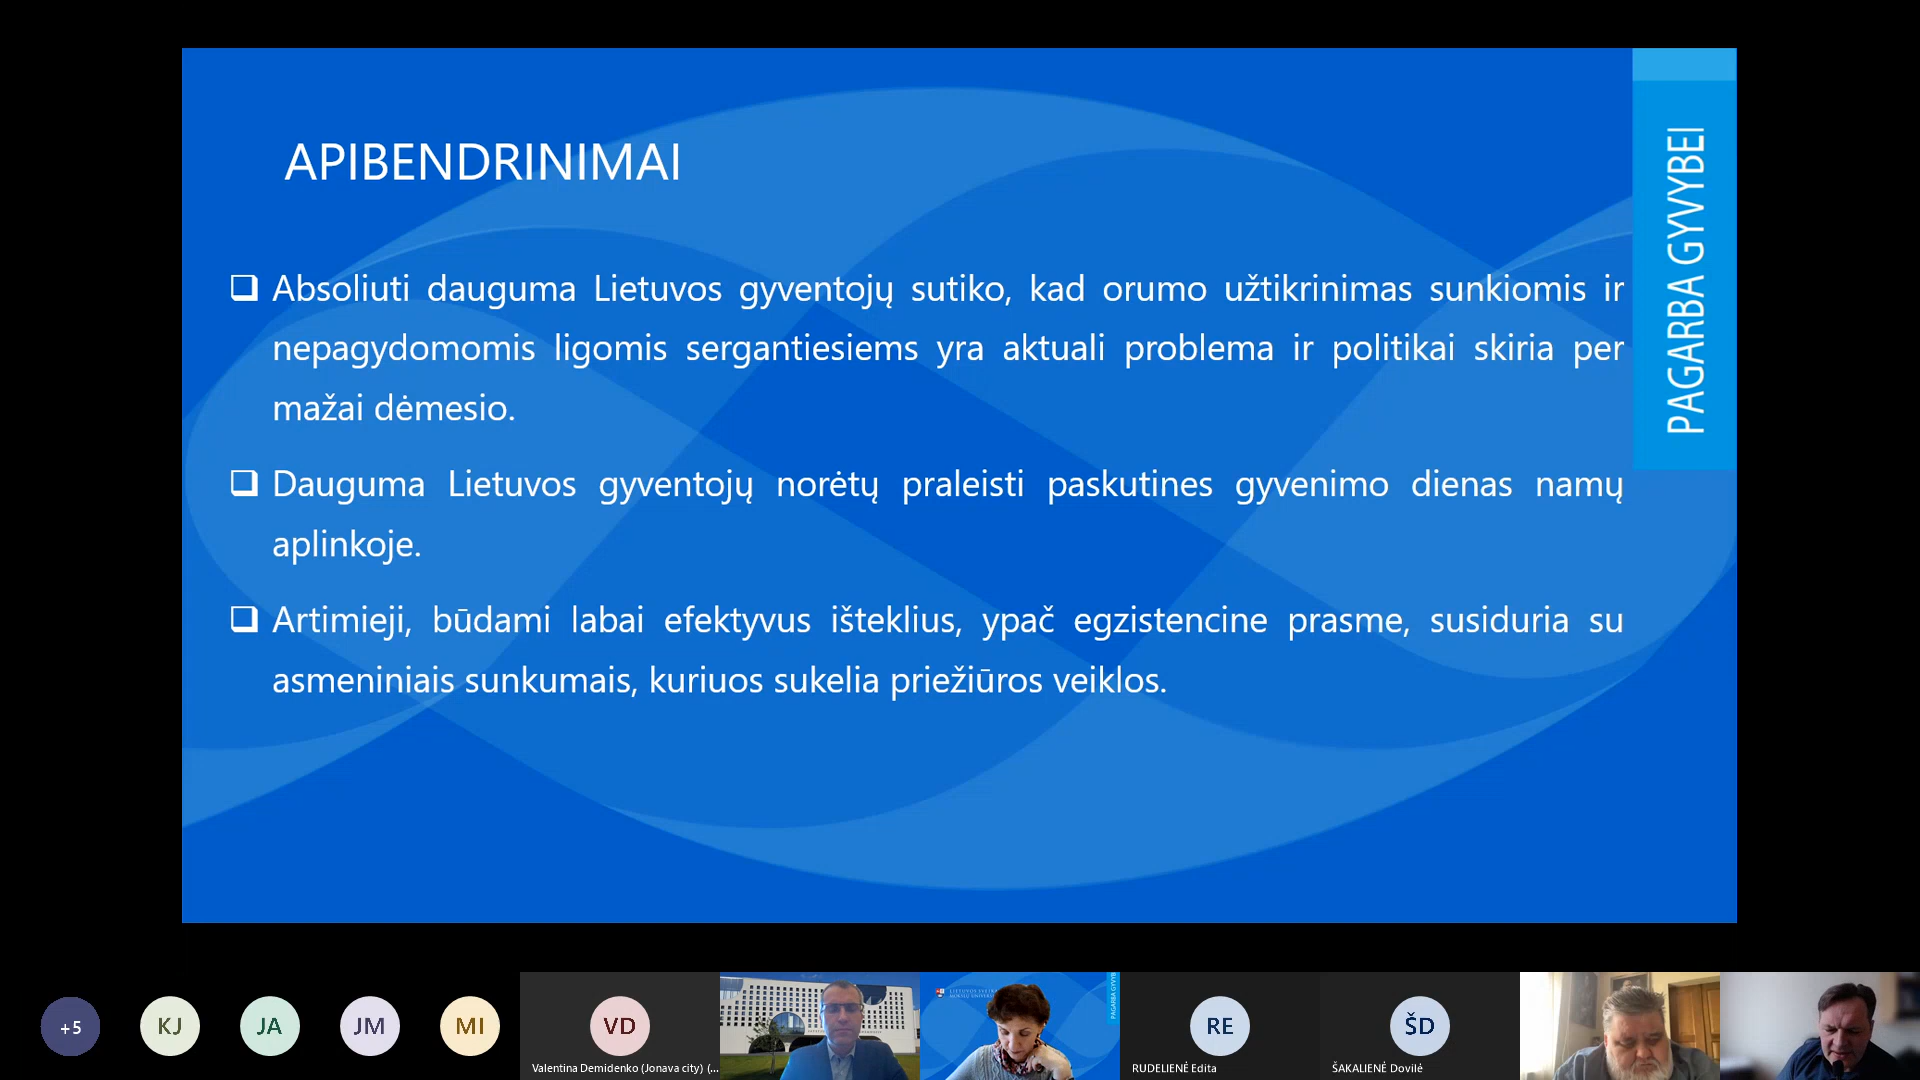 APIBENDRINIMAI
PAGARBA GYVYBEI
Absoliuti dauguma Lietuvos gyventojų sutiko, kad orumo užtikrinimas sunkiomis ir
nepagydomomis ligomis sergantiesiems yra aktuali problema ir politikai skiria per
mažai dėmesio.
Dauguma Lietuvos gyventojų norėtų praleisti paskutines gyvenimo dienas namų
aplinkoje.
Artimieji, būdami labai efektyvus išteklius, ypač egzistencine prasme, susiduria su
asmeniniais sunkumais, kuriuos sukelia priežiūros veiklos.
+5
KJ
JA
JM
MI
VD
Valentina Demidenko (Jonava city) (...
RE
RUDELIENĖ Edita
ŠD
ŠAKALIENĖ Dovilė